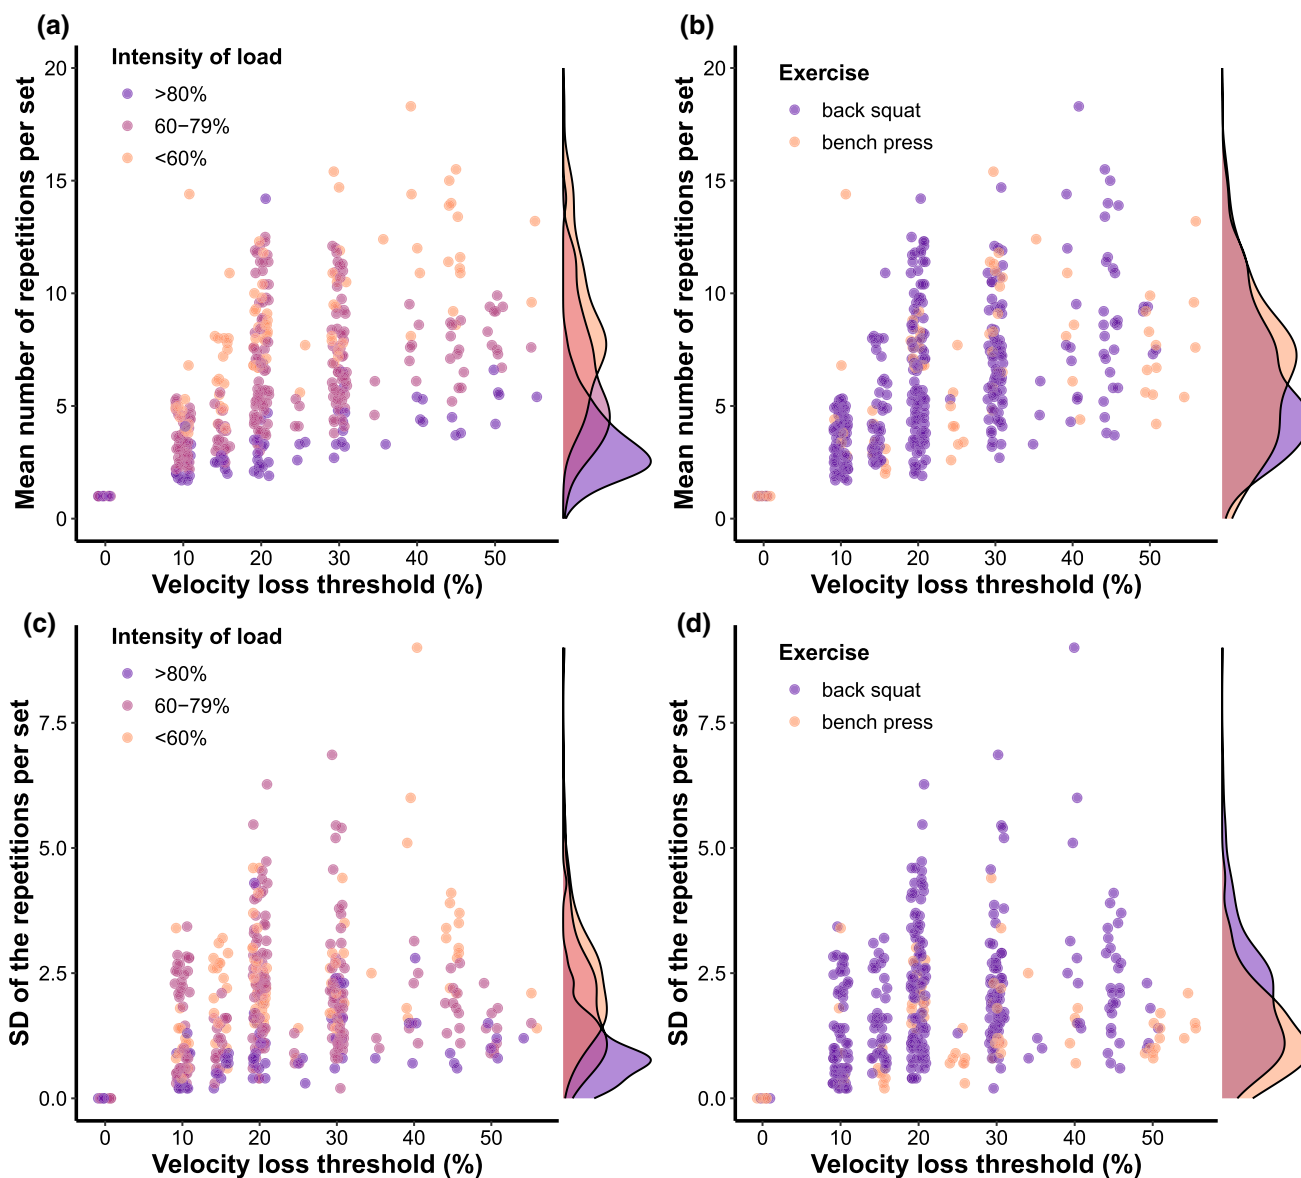 (a)
Intensity of load
>80%
60−79%
<60%
Mean number of repetitions per set
20
15
10
5
0
0 10 20 30 40 50
Velocity loss threshold (%)
(b)
Exercise
back squat
bench press
Mean number of repetitions per set
20
15
10
5
0
0 10 20 30 40 50
Velocity loss threshold (%)
(c)
Intensity of load
>80%
60−79%
<60%
SD of the repetitions per set
7.5
5.0
2.5
0.0
0 10 20 30 40 50
Velocity loss threshold (%)
(d)
Exercise
back squat
bench press
SD of the repetitions per set
7.5
5.0
2.5
0.0
0 10 20 30 40 50
Velocity loss threshold (%)